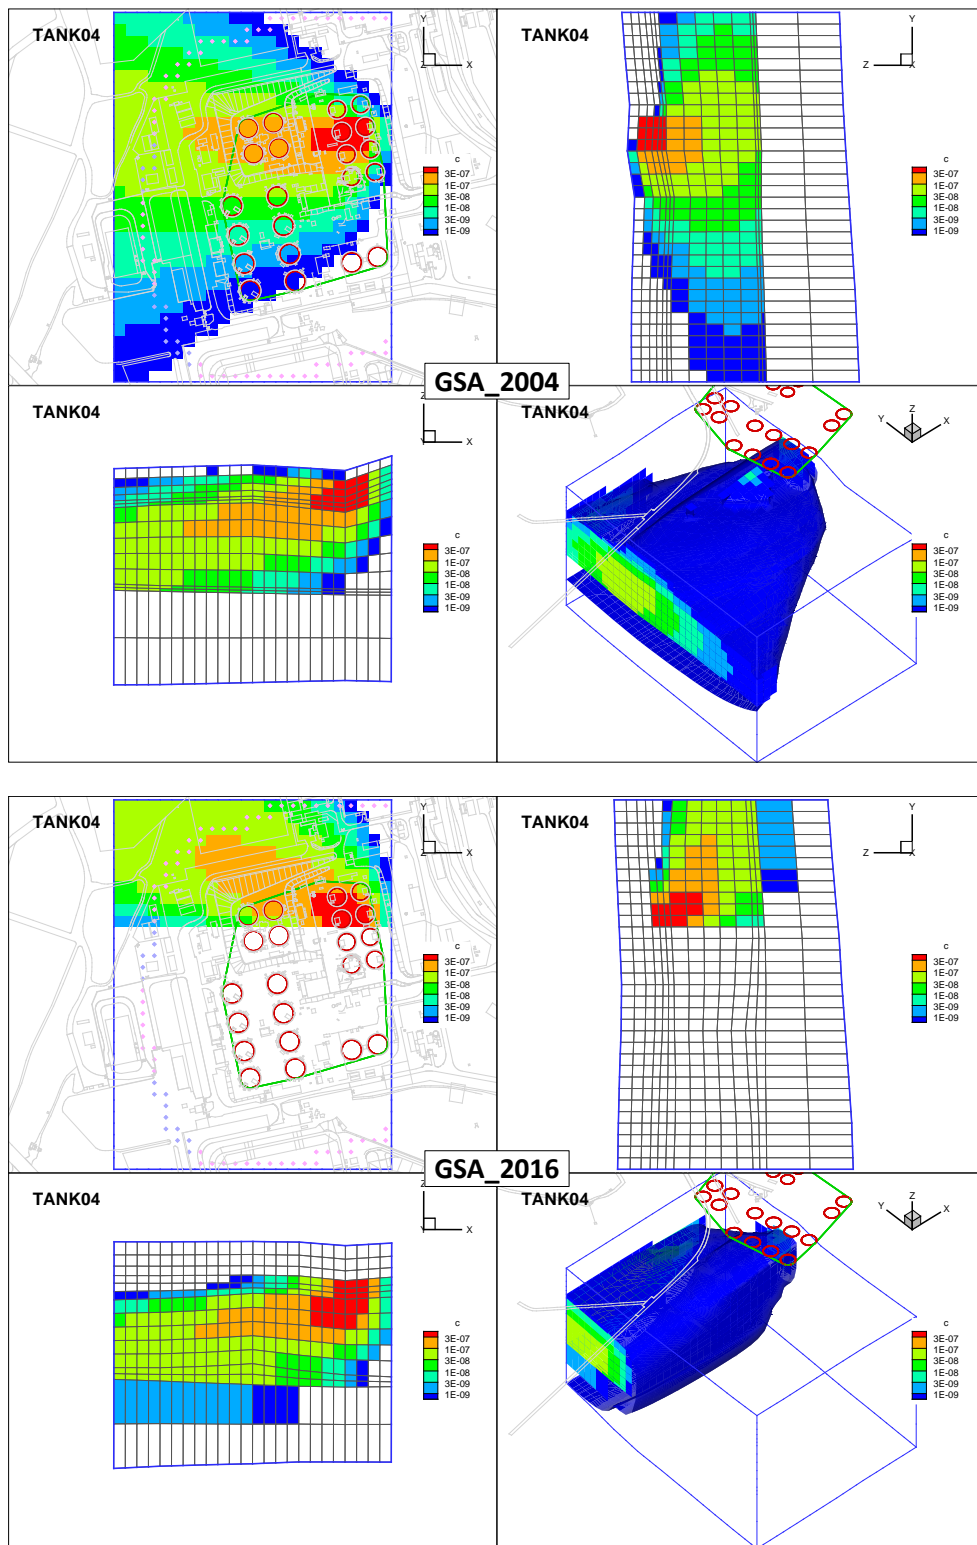 TANK04
Y
Z
X
c
3E-07
1E-07
3E-08
1E-08
3E-09
1E-09
TANK04
Y
Z
X
c
3E-07
1E-07
3E-08
1E-08
3E-09
1E-09
GSA_2004
TANK04
Z
Y
X
c
3E-07
1E-07
3E-08
1E-08
3E-09
1E-09
TANK04
Z
Y
X
c
3E-07
1E-07
3E-08
1E-08
3E-09
1E-09
TANK04
Y
Z
X
c
3E-07
1E-07
3E-08
1E-08
3E-09
1E-09
TANK04
Y
Z
X
c
3E-07
1E-07
3E-08
1E-08
3E-09
1E-09
GSA_2016
TANK04
Z
Y
X
c
3E-07
1E-07
3E-08
1E-08
3E-09
1E-09
TANK04
Z
Y
X
c
3E-07
1E-07
3E-08
1E-08
3E-09
1E-09